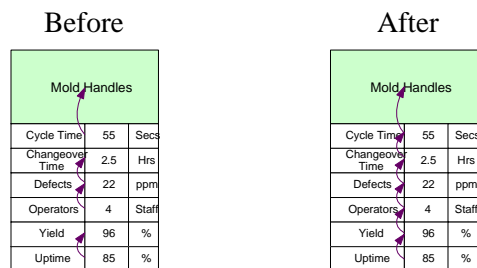 Before
After
Mold Handles
Cycle Time 55 Secs
Changeover Time 2.5 Hrs
Defects 22 ppm
Operators 4 Staff
Yield 96 %
Uptime 85 %
Mold Handles
Cycle Time 55 Secs
Changeover Time 2.5 Hrs
Defects 22 ppm
Operators 4 Staff
Yield 96 %
Uptime 85 %